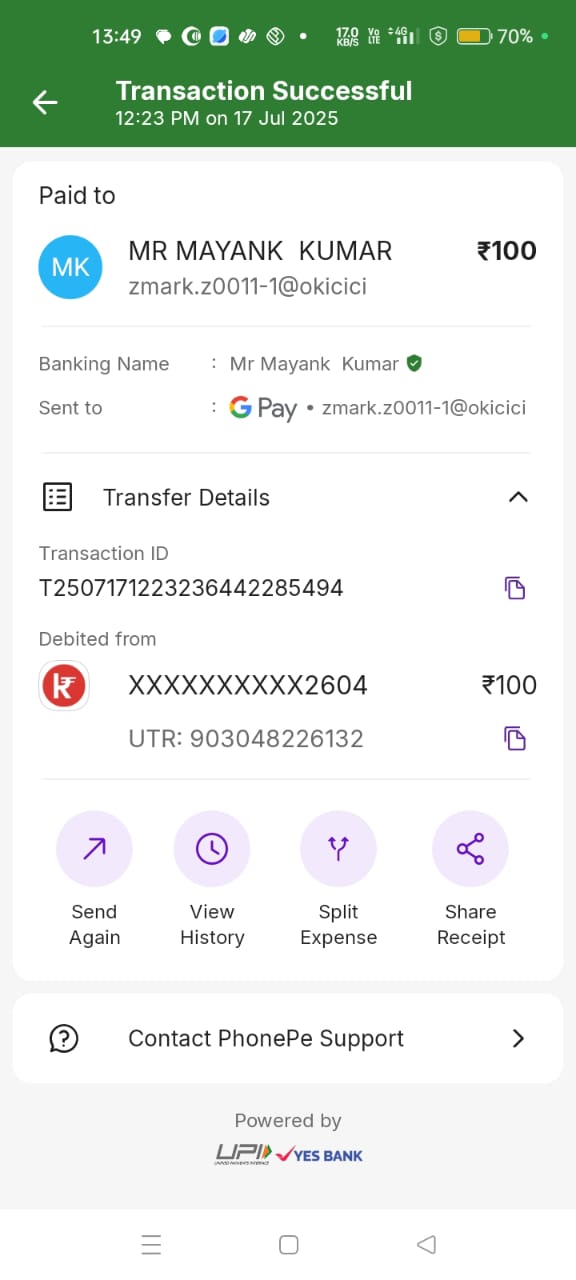 13:49 17.0 KB/S Vo LTE 4G 70%
Transaction Successful
12:23 PM on 17 Jul 2025
Paid to
MK MR MAYANK KUMAR ₹100
zmark.z0011-1@okicici
Banking Name : Mr Mayank Kumar
Sent to : G Pay • zmark.z0011-1@okicici
Transfer Details
Transaction ID
T2507171223236442285494
Debited from
XXXXXXXXXX2604 ₹100
UTR: 903048226132
Send Again
View History
Split Expense
Share Receipt
Contact PhonePe Support
Powered by
UPI YES BANK
UNIFIED PAYMENTS INTERFACE